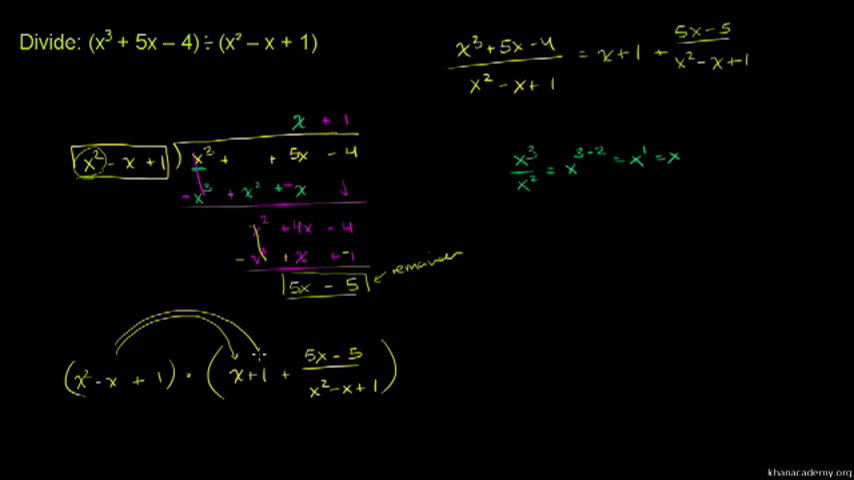 Divide: (x³ + 5x – 4) ÷ (x² – x + 1)
x³+5x-4 / x² - x+1 = x+1 + 5x-5 / x²-x+1
x + 1
x² - x + 1 ) x³ + + 5x - 4
x³ / x² = x³⁻² = x¹ = x
-x³ + x² + -x ↓
x² +4x - 4
- x² + x + -1
5x - 5 ← remainder
(x² - x + 1) · (x+1 + 5x - 5 / x²-x+1)
khanacademy.org